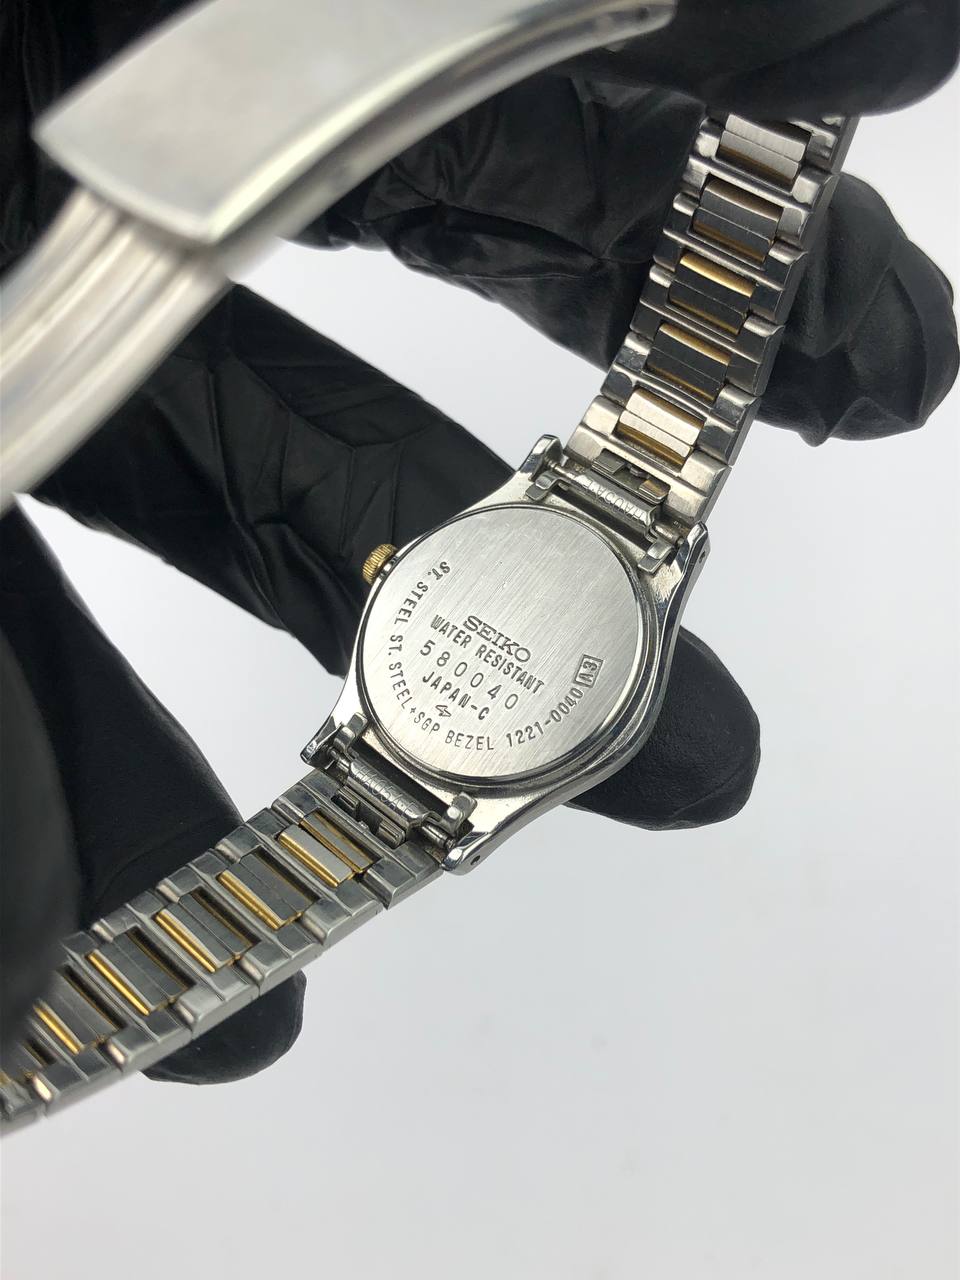 SEIKO
WATER RESISTANT
580040
JAPAN-C
ST. STEEL ST. STEEL+SGP BEZEL 1221-0040 A3